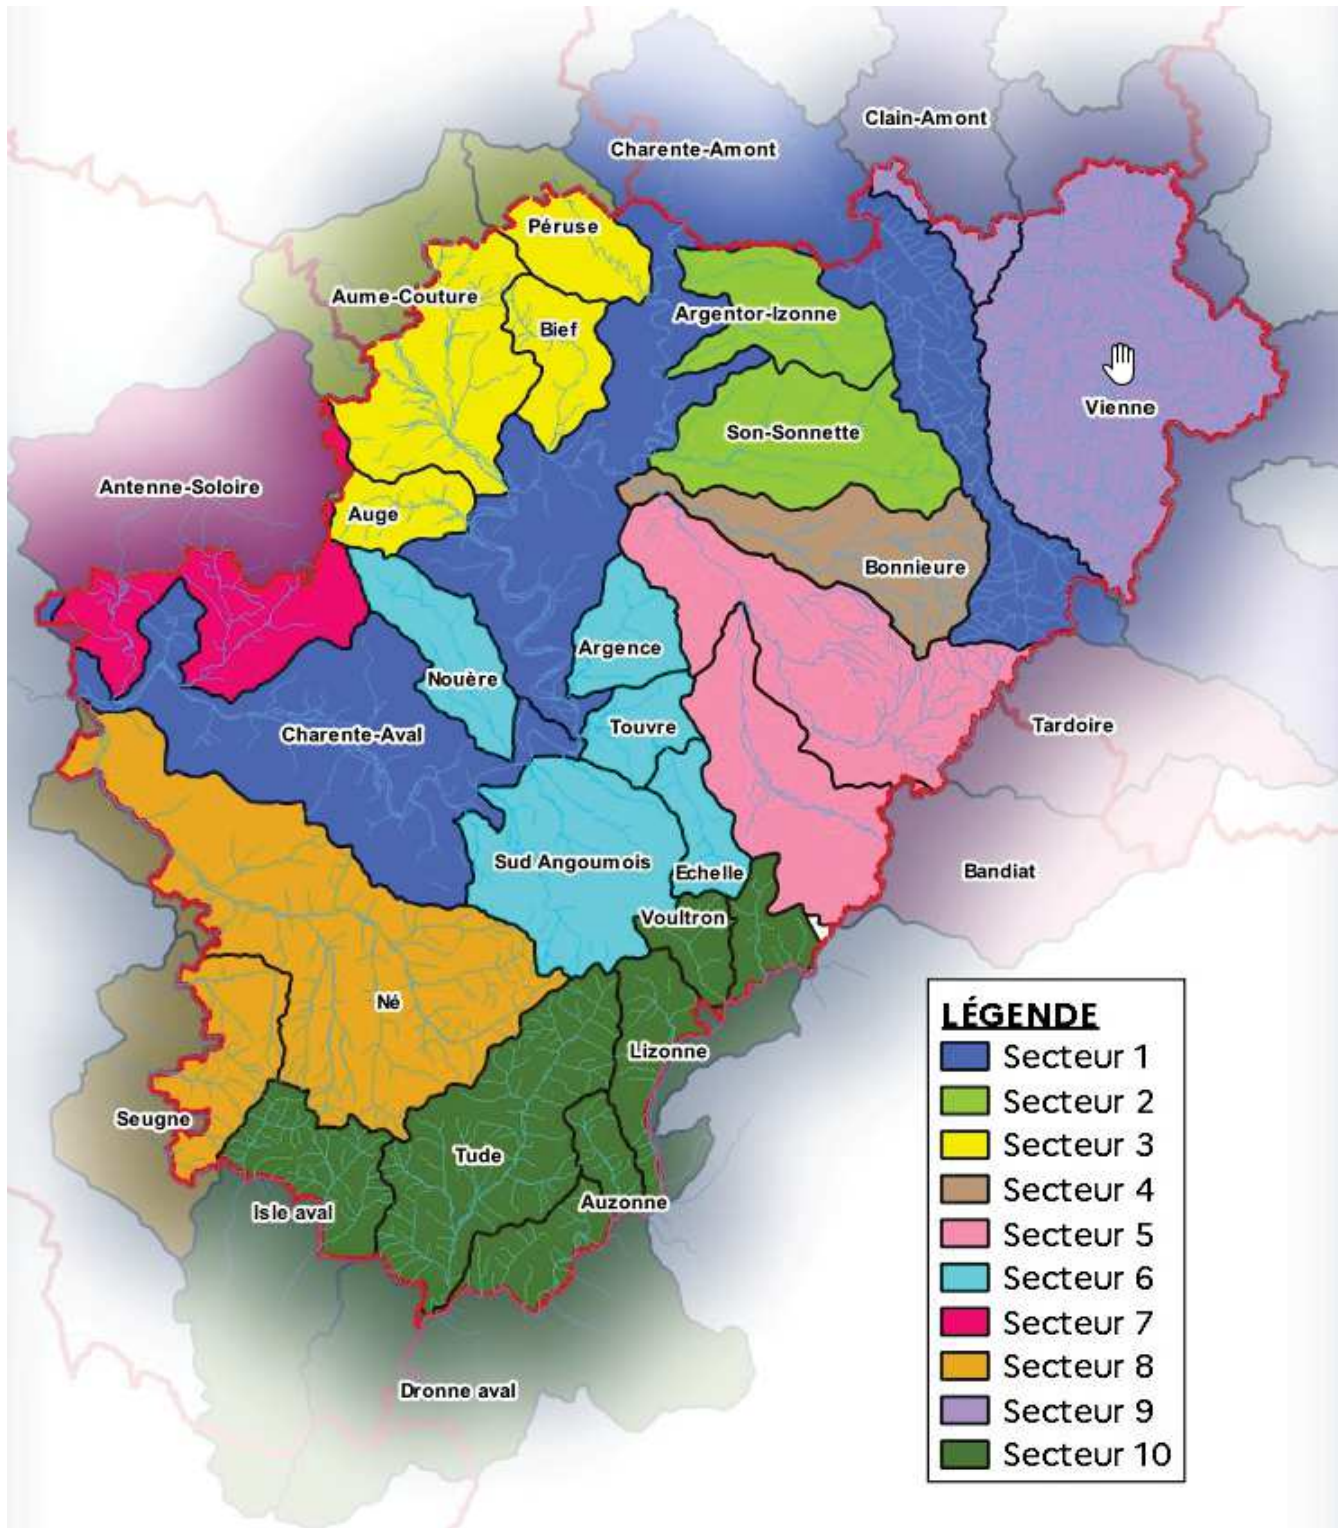 Clain-Amont
Charente-Amont
Péruse
Aume-Couture
Argentor-Izonne
Bief
Vienne
Son-Sonnette
Antenne-Soloire
Auge
Bonnieure
Argence
Nouère
Touvre
Tardoire
Charente-Aval
Sud Angoumois
Echelle
Bandiat
Voultron
Né
Lizonne
Seugne
Tude
Auzonne
Isle aval
Dronne aval
LÉGENDE
Secteur 1
Secteur 2
Secteur 3
Secteur 4
Secteur 5
Secteur 6
Secteur 7
Secteur 8
Secteur 9
Secteur 10